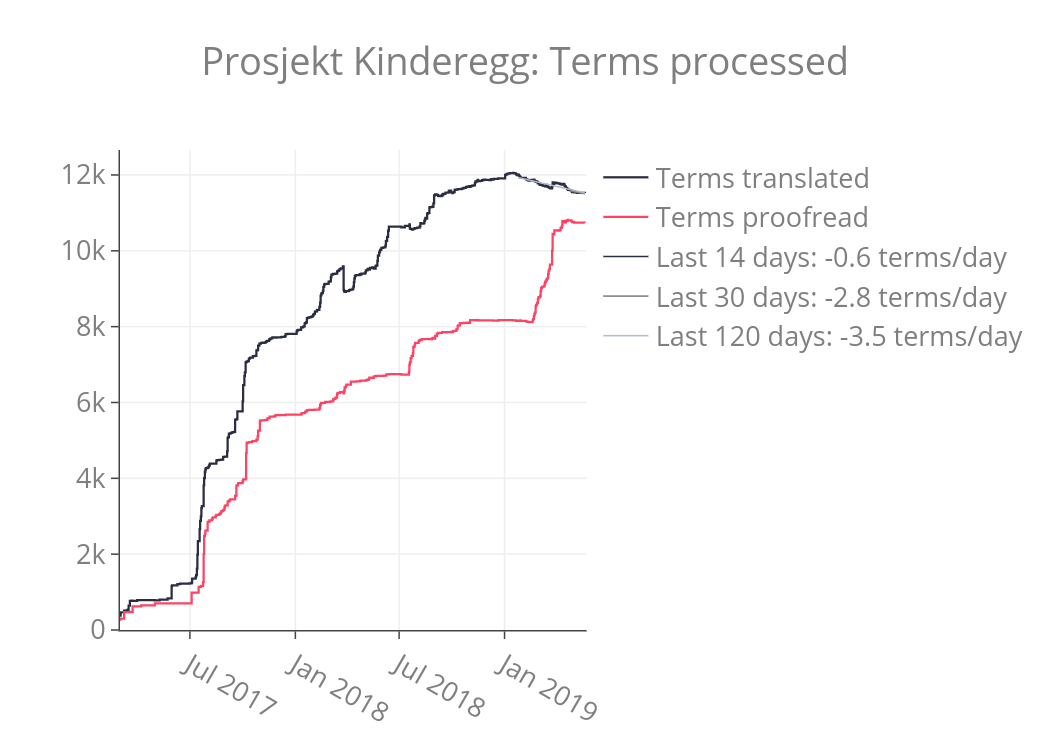 Prosjekt Kinderegg: Terms processed
12k
10k
8k
6k
4k
2k
0
Jul 2017
Jan 2018
Jul 2018
Jan 2019
Terms translated
Terms proofread
Last 14 days: -0.6 terms/day
Last 30 days: -2.8 terms/day
Last 120 days: -3.5 terms/day